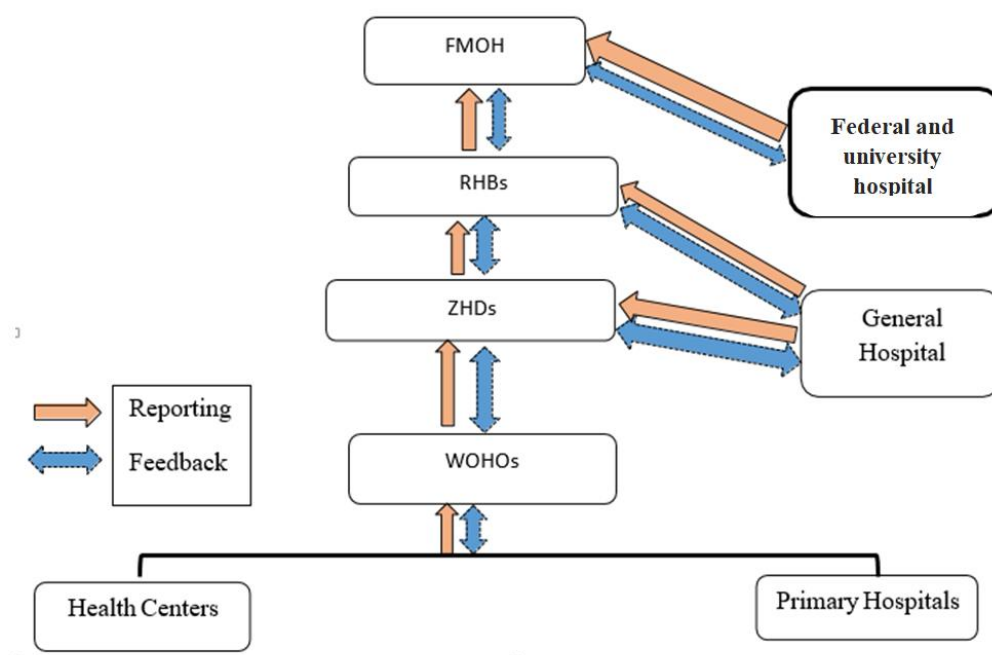 FMOH
Federal and
university
hospital
RHBs
ZHDs
General
Hospital
Reporting
Feedback
WOHOs
Health Centers
Primary Hospitals